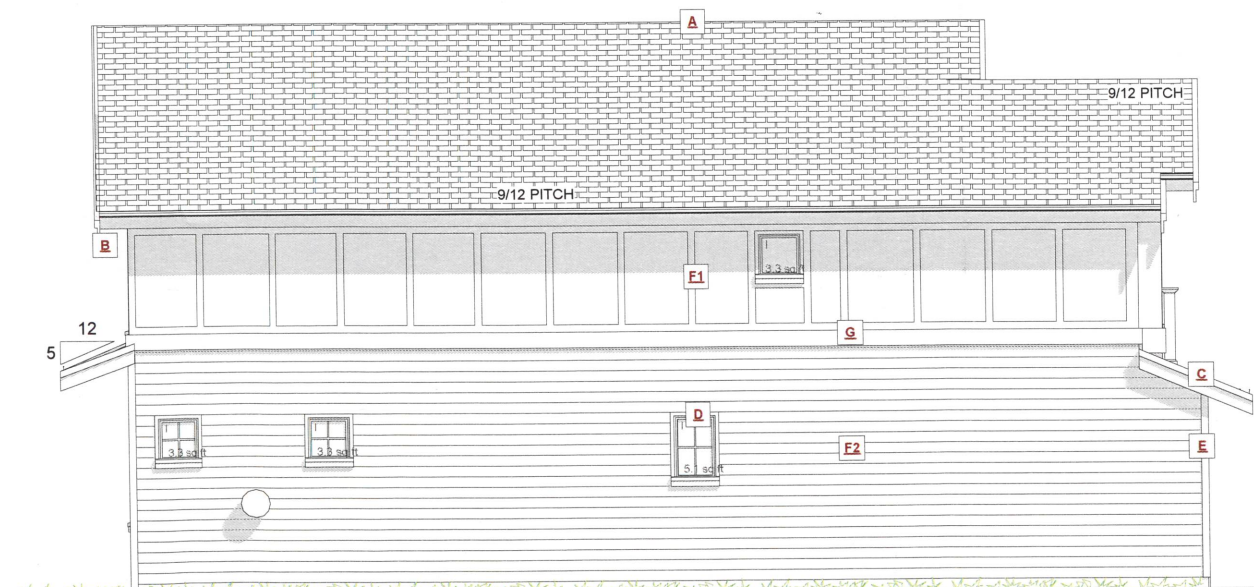 A
9/12 PITCH
9/12 PITCH
B
3.3 sq ft
F1
12
5
G
C
D
3.3 sq ft
3.3 sq ft
5.1 sq ft
F2
E